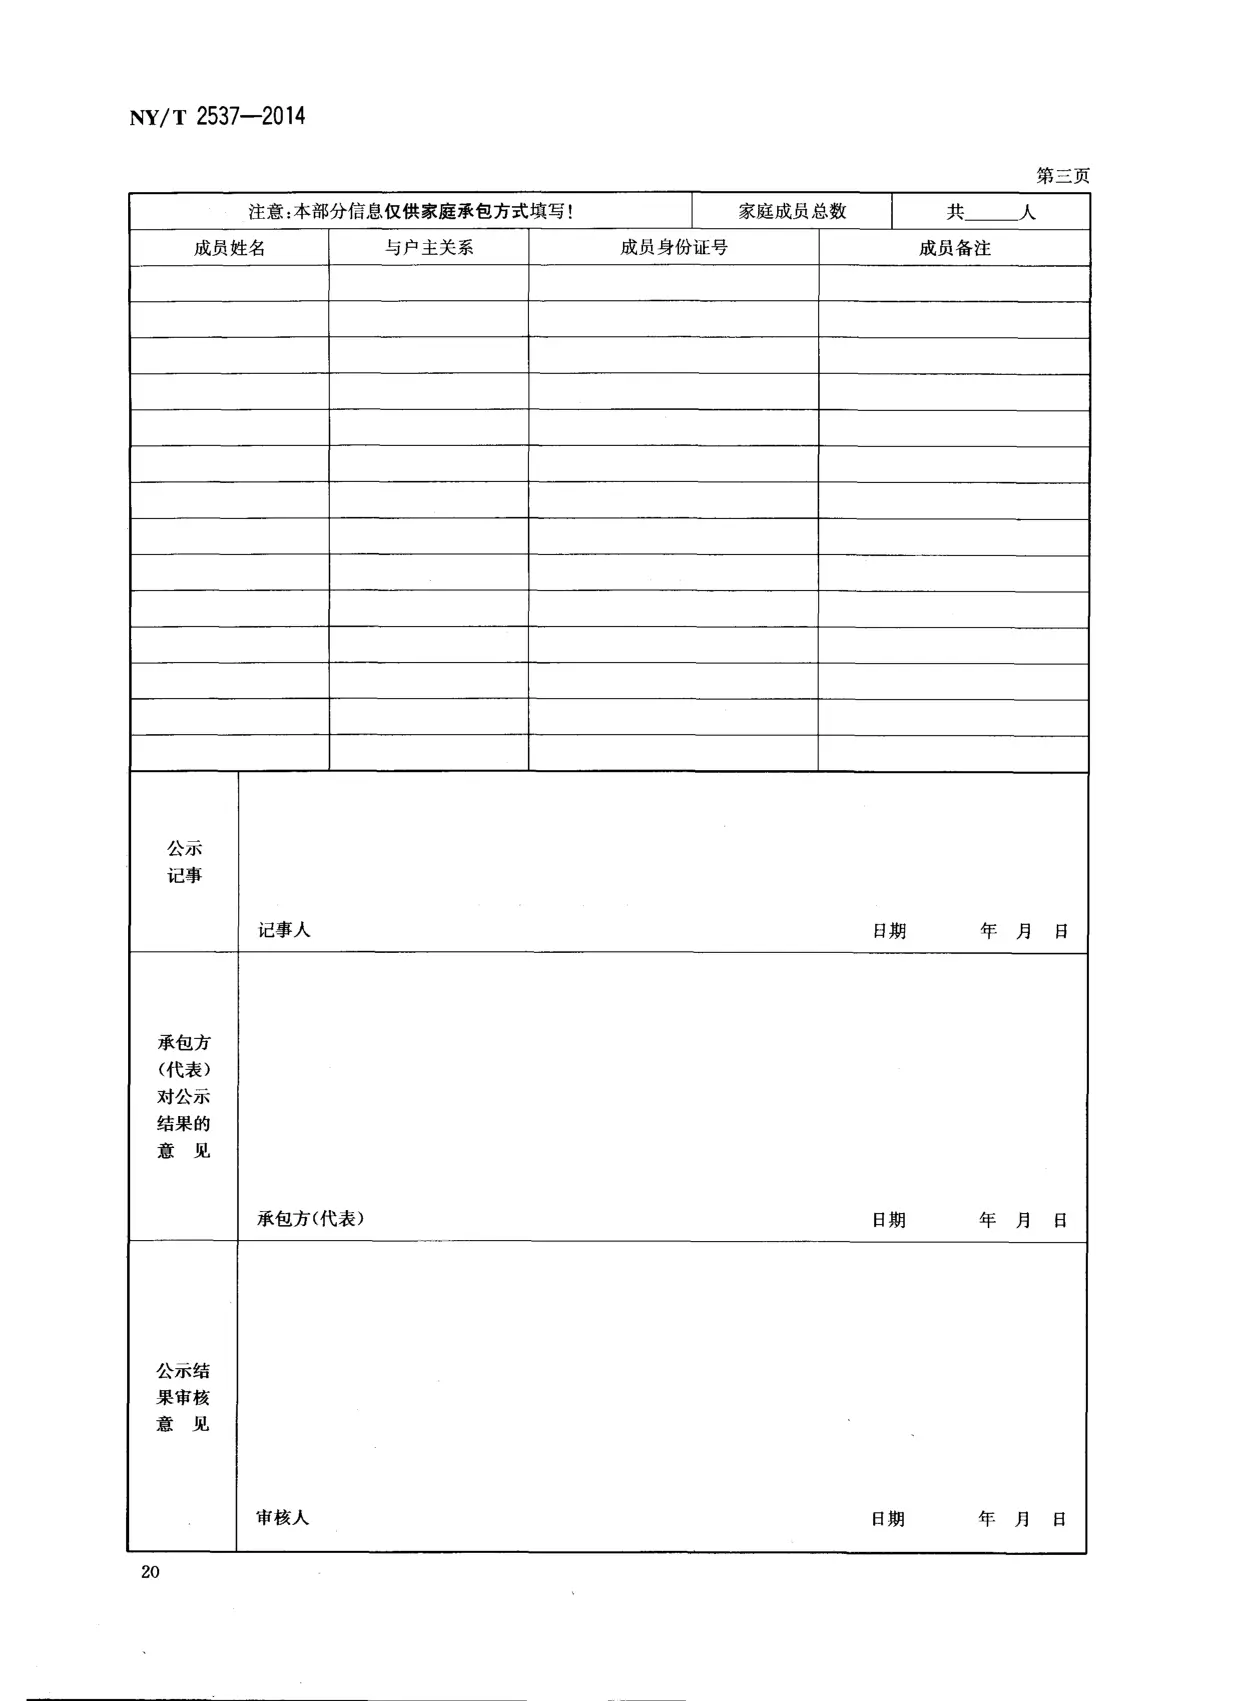 NY/T 2537—2014
第三页
注意:本部分信息仅供家庭承包方式填写! 家庭成员总数 共_____人
成员姓名 与户主关系 成员身份证号 成员备注
公示
记事
记事人 日期 年 月 日
承包方
(代表)
对公示
结果的
意 见
承包方(代表) 日期 年 月 日
公示结
果审核
意 见
审核人 日期 年 月 日
20